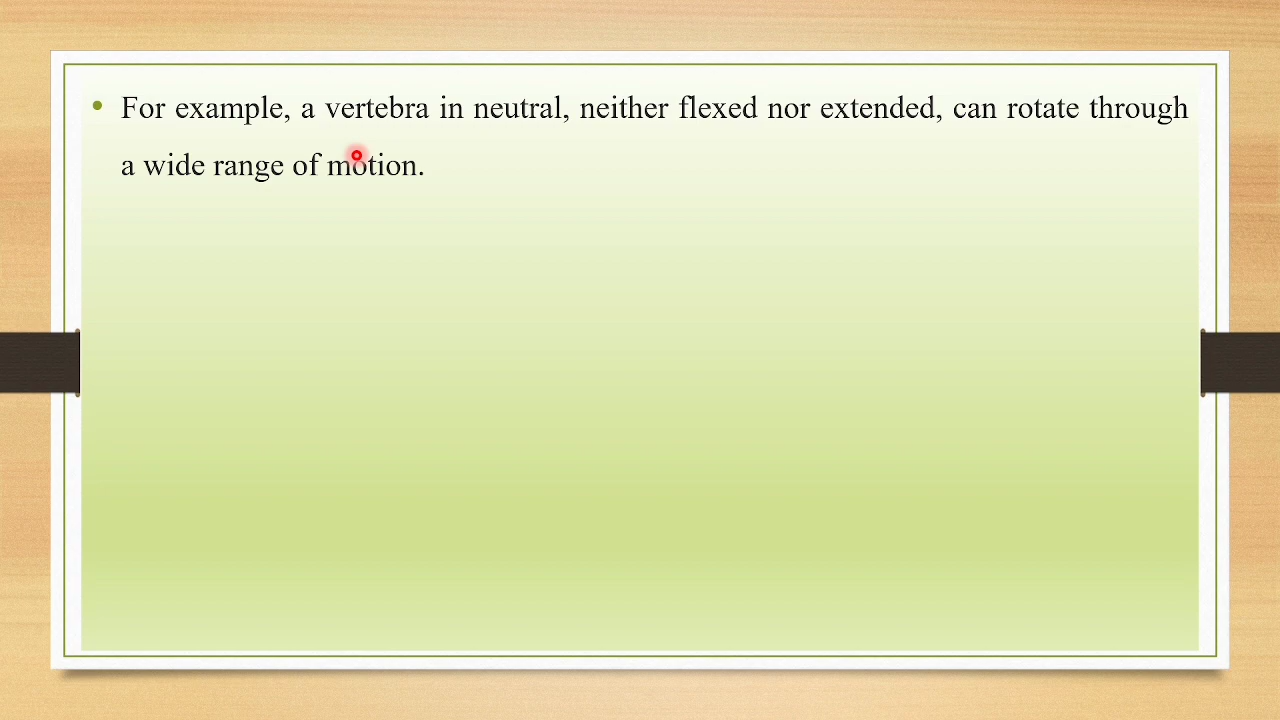 • For example, a vertebra in neutral, neither flexed nor extended, can rotate through
a wide range of motion.